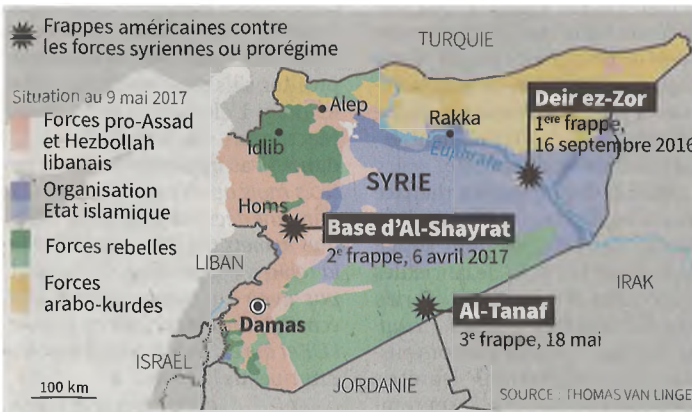 Frappes américaines contre
les forces syriennes ou prorégime
Situation au 9 mai 2017
Forces pro-Assad
et Hezbollah
libanais
Organisation
Etat islamique
Forces rebelles
Forces
arabo-kurdes
100 km
TURQUIE
Alep
Idlib
Rakka
Euphrate
Deir ez-Zor
1ere frappe,
16 septembre 2016
SYRIE
Homs
Base d'Al-Shayrat
2e frappe, 6 avril 2017
LIBAN
IRAK
Damas
Al-Tanaf
3e frappe, 18 mai
ISRAEL
JORDANIE
SOURCE : THOMAS VAN LINGE